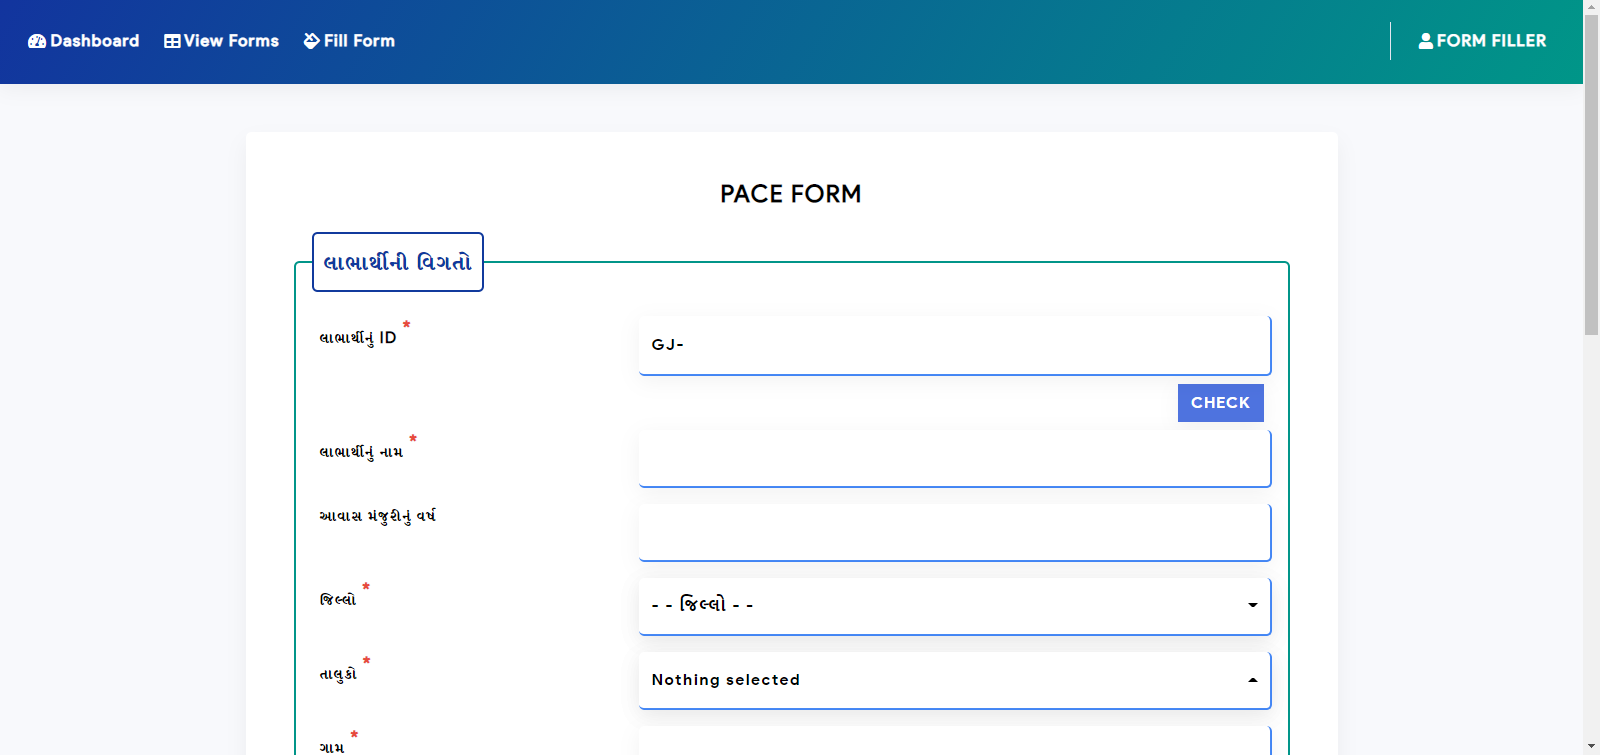 Dashboard View Forms Fill Form FORM FILLER
PACE FORM
લાભાર્થીની વિગતો
લાભાર્થીનું ID *
GJ-
CHECK
લાભાર્થીનું નામ *
આવાસ મંજુરીનું વર્ષ
જિલ્લો *
- - જિલ્લો - -
તાલુકો *
Nothing selected
ગામ *